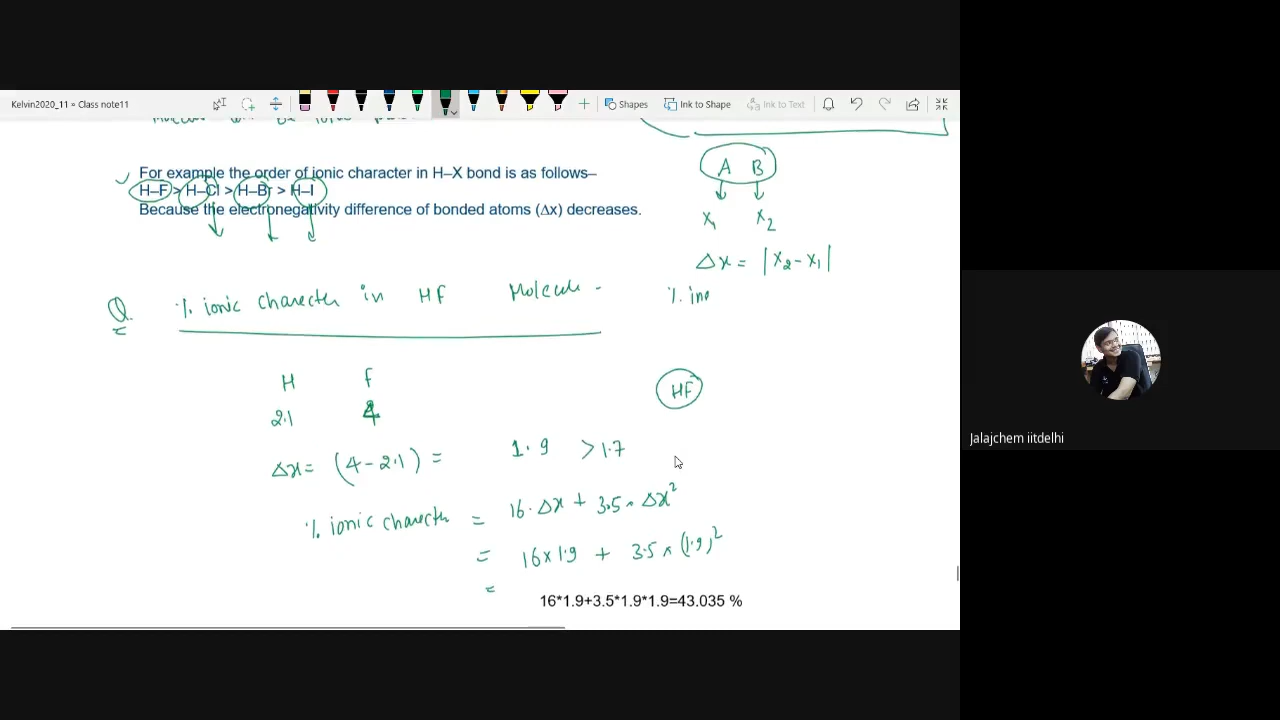 Kelvin2020_11 » Class note11
Shapes
Ink to Shape
Ink to Text
For example the order of ionic character in H–X bond is as follows–
H–F > H–Cl > H–Br > H–I
Because the electronegativity difference of bonded atoms (Δx) decreases.
A B
x₁ x₂
Δx = |x₂ - x₁|
Q. % ionic charecter in HF Molecule -
% ino
H F
2.1 4
HF
Δx = (4 - 2.1) = 1.9 > 1.7
% ionic charecter = 16 · Δx + 3.5 × Δx²
= 16 × 1.9 + 3.5 × (1.9)²
=
16*1.9+3.5*1.9*1.9=43.035 %
Jalajchem iitdelhi